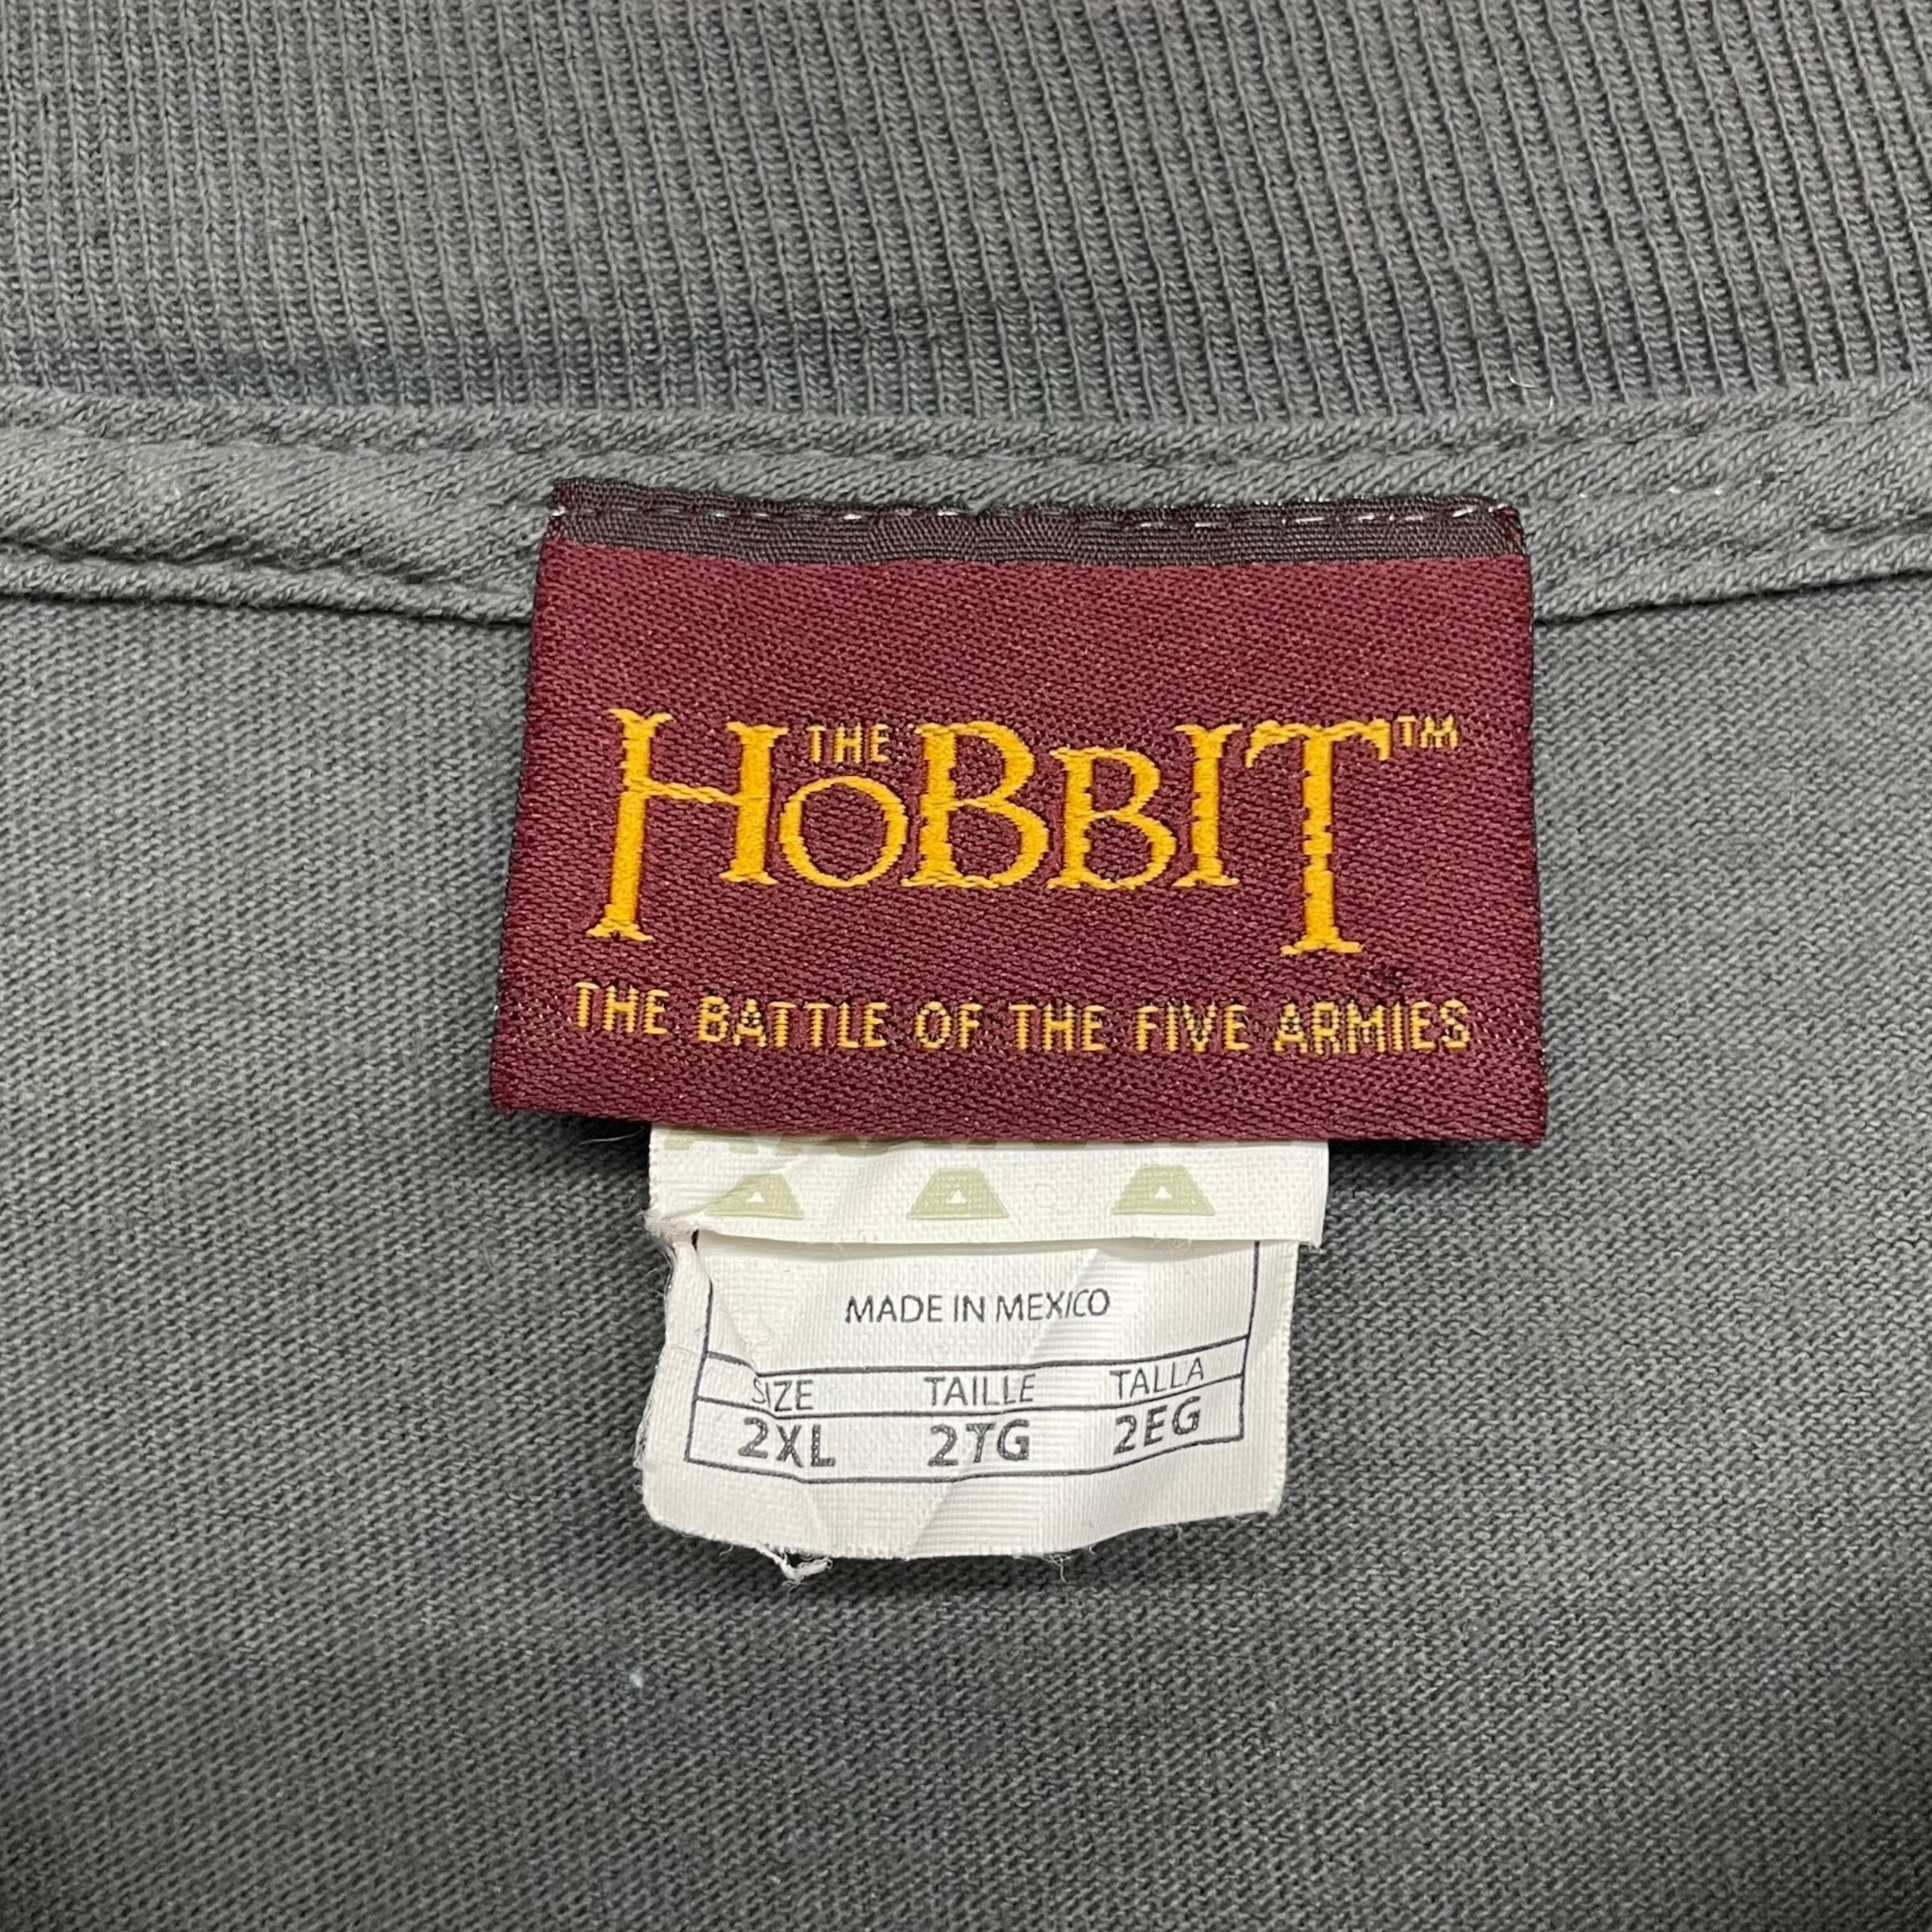 THE HOBBIT™
THE BATTLE OF THE FIVE ARMIES
MADE IN MEXICO
SIZE TAILLE TALLA
2XL 2TG 2EG